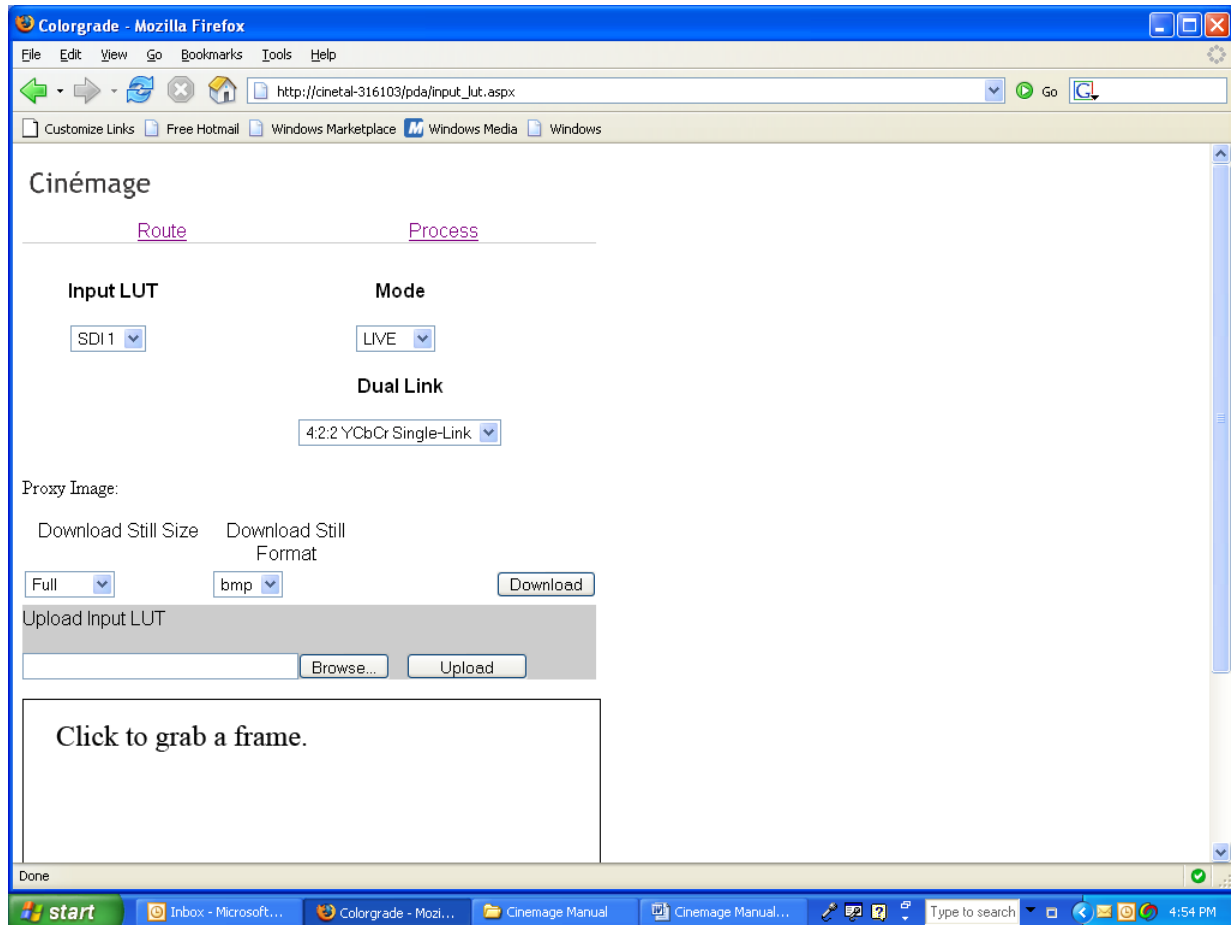 Colorgrade - Mozilla Firefox
File Edit View Go Bookmarks Tools Help
http://cinetal-316103/pda/input_lut.aspx Go G
Customize Links Free Hotmail Windows Marketplace Windows Media Windows
Cinémage
Route Process
Input LUT Mode
SDI 1 LIVE
Dual Link
4:2:2 YCbCr Single-Link
Proxy Image:
Download Still Size Download Still
Format
Full bmp Download
Upload Input LUT
Browse... Upload
Click to grab a frame.
Done
start Inbox - Microsoft... Colorgrade - Mozi... Cinemage Manual Cinemage Manual... Type to search 4:54 PM